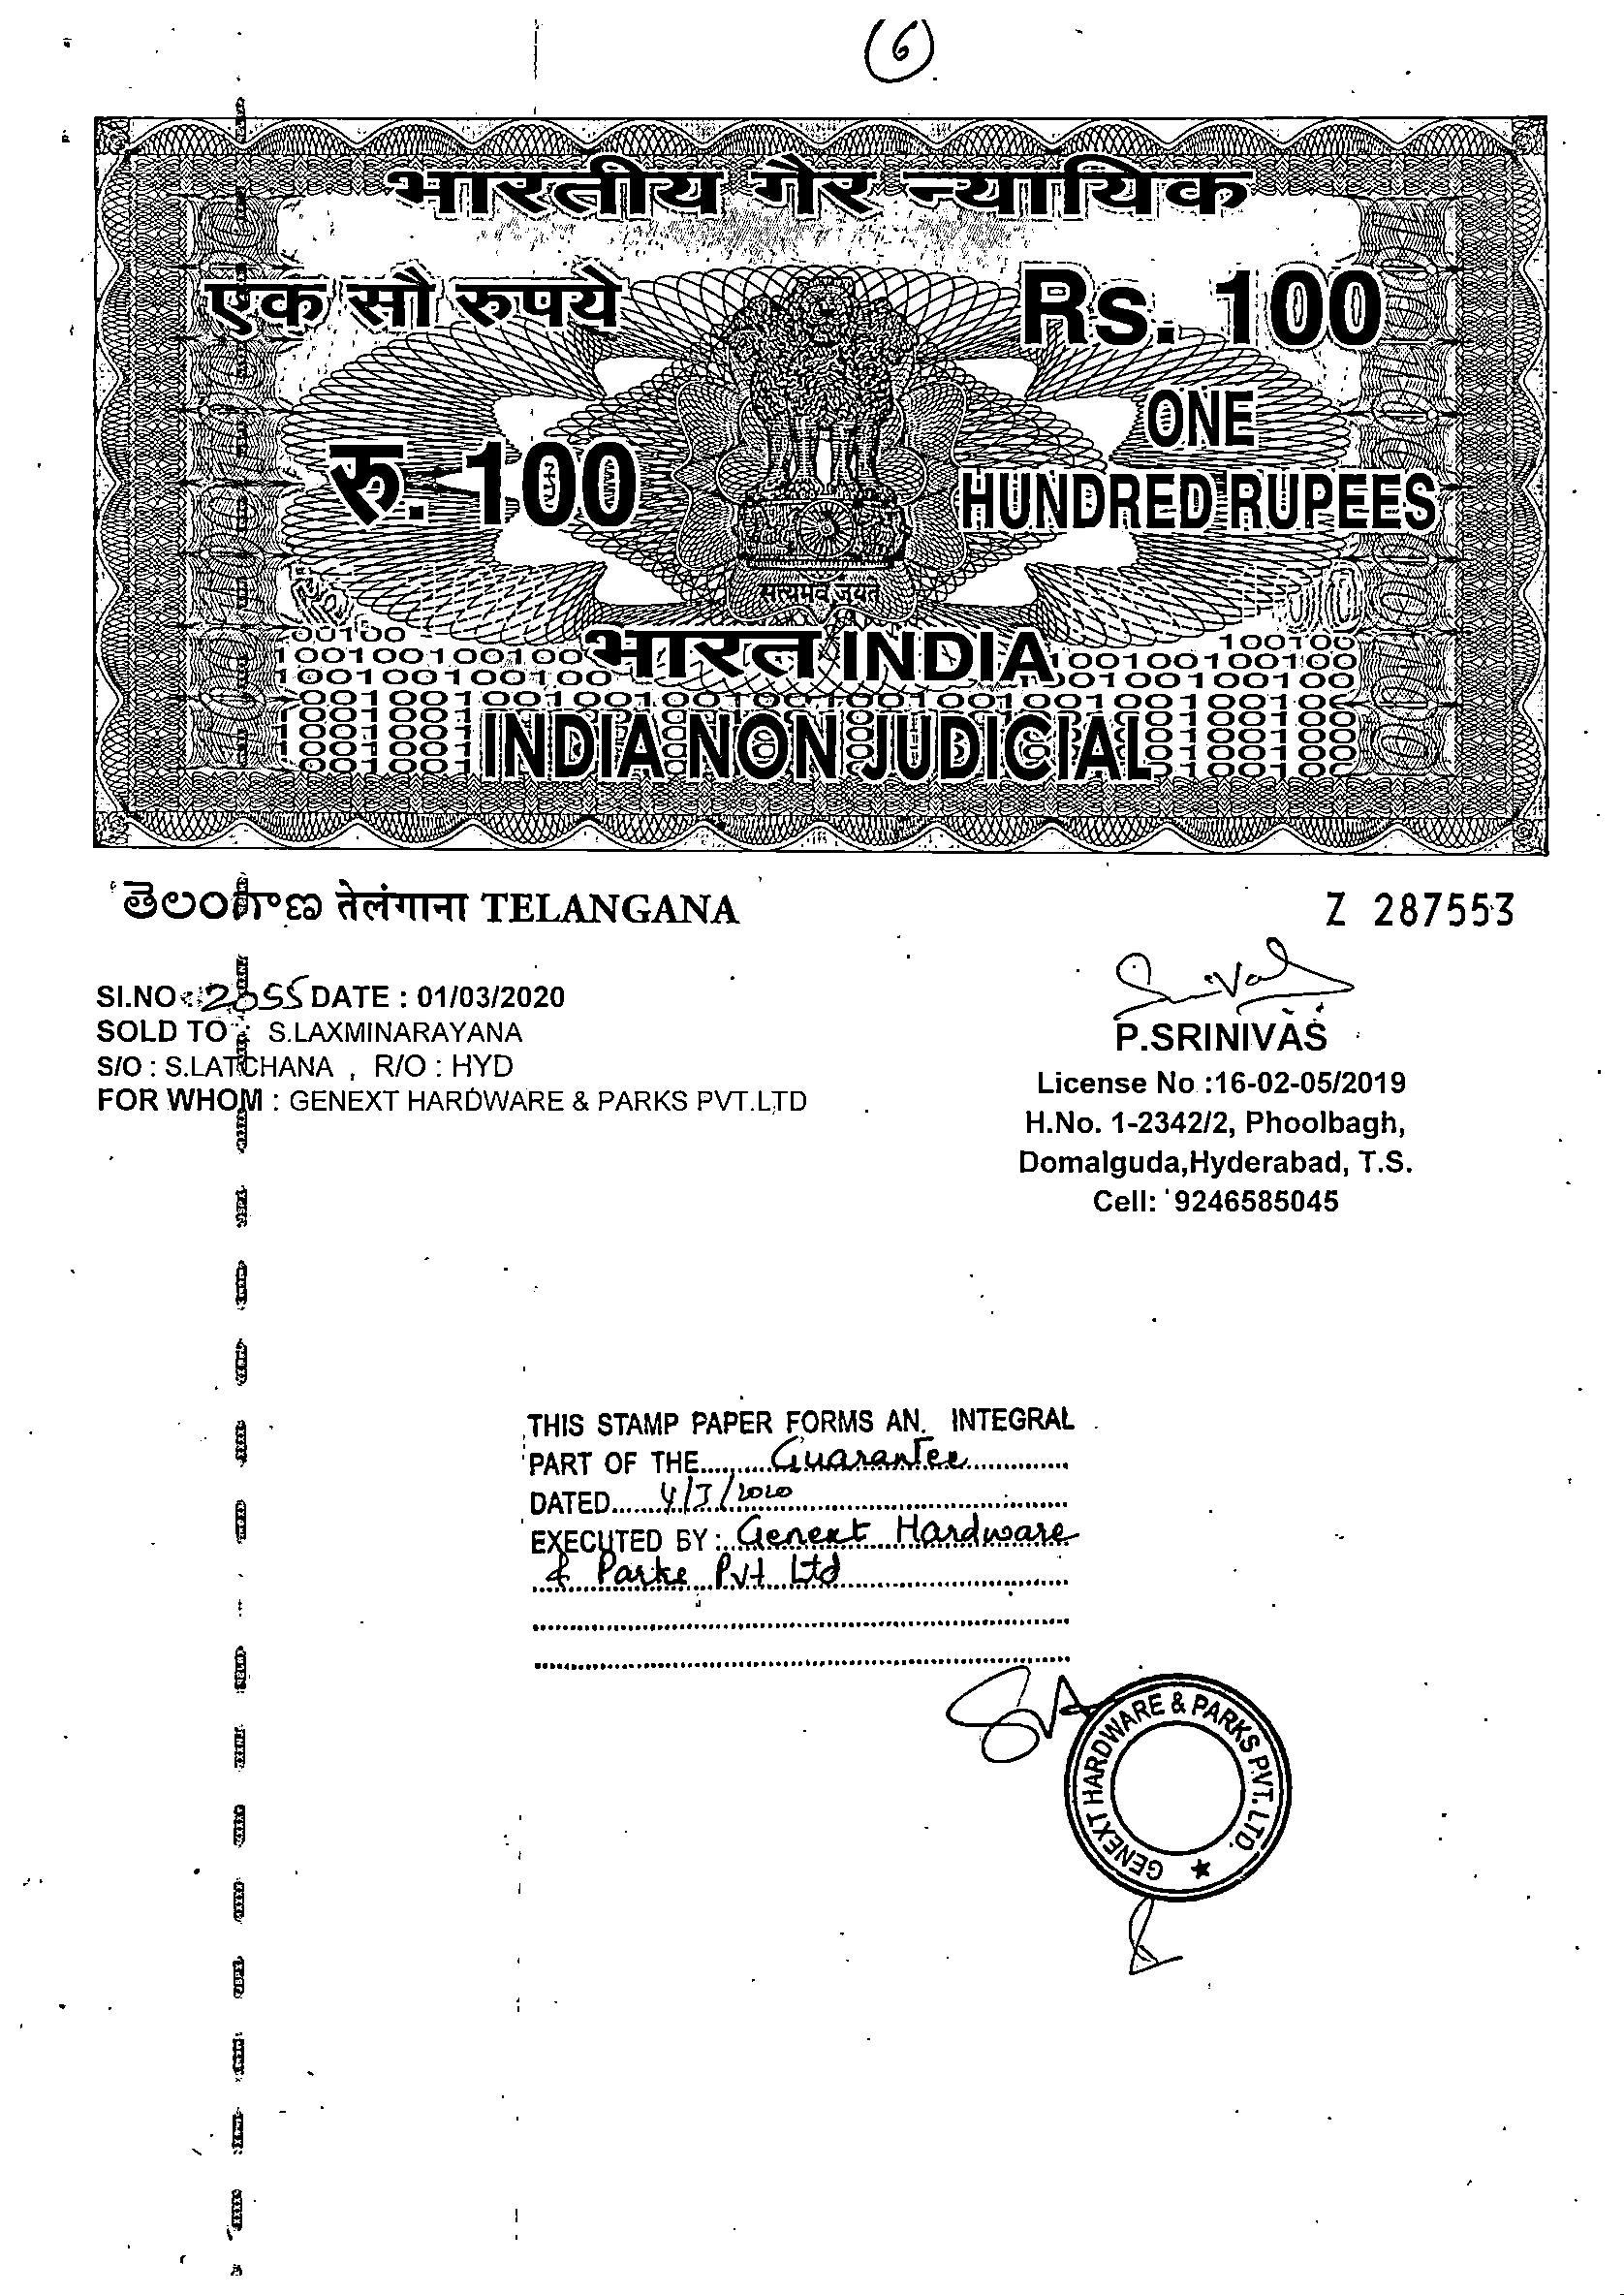 6
भारतीय गैर न्यायिक
एक सौ रुपये Rs. 100
रु. 100 ONE
HUNDRED RUPEES
सत्यमेव जयते
भारत INDIA
INDIA NON JUDICIAL
తెలంగాణ तेलंगाना TELANGANA Z 287553
SI.NO: 2055 DATE : 01/03/2020
SOLD TO : S.LAXMINARAYANA
S/O : S.LATCHANA , R/O : HYD
FOR WHOM : GENEXT HARDWARE & PARKS PVT.LTD
P.SRINIVAS
License No :16-02-05/2019
H.No. 1-2342/2, Phoolbagh,
Domalguda,Hyderabad, T.S.
Cell: 9246585045
THIS STAMP PAPER FORMS AN INTEGRAL
PART OF THE Guarantee
DATED 4/3/2020
EXECUTED BY: Genext Hardware
& Parks Pvt Ltd
GENEXT HARDWARE & PARKS PVT. LTD.